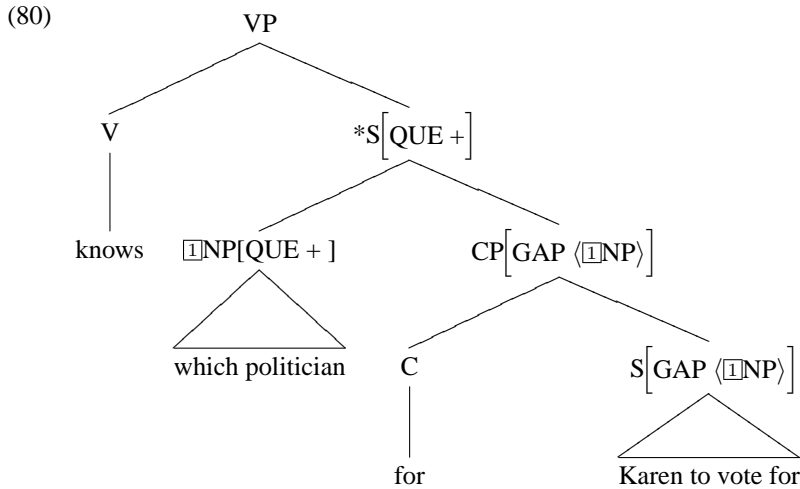 (80)
VP
V *S[QUE +]
knows 1NP[QUE + ] CP[GAP ⟨1NP⟩]
which politician C S[GAP ⟨1NP⟩]
for Karen to vote for